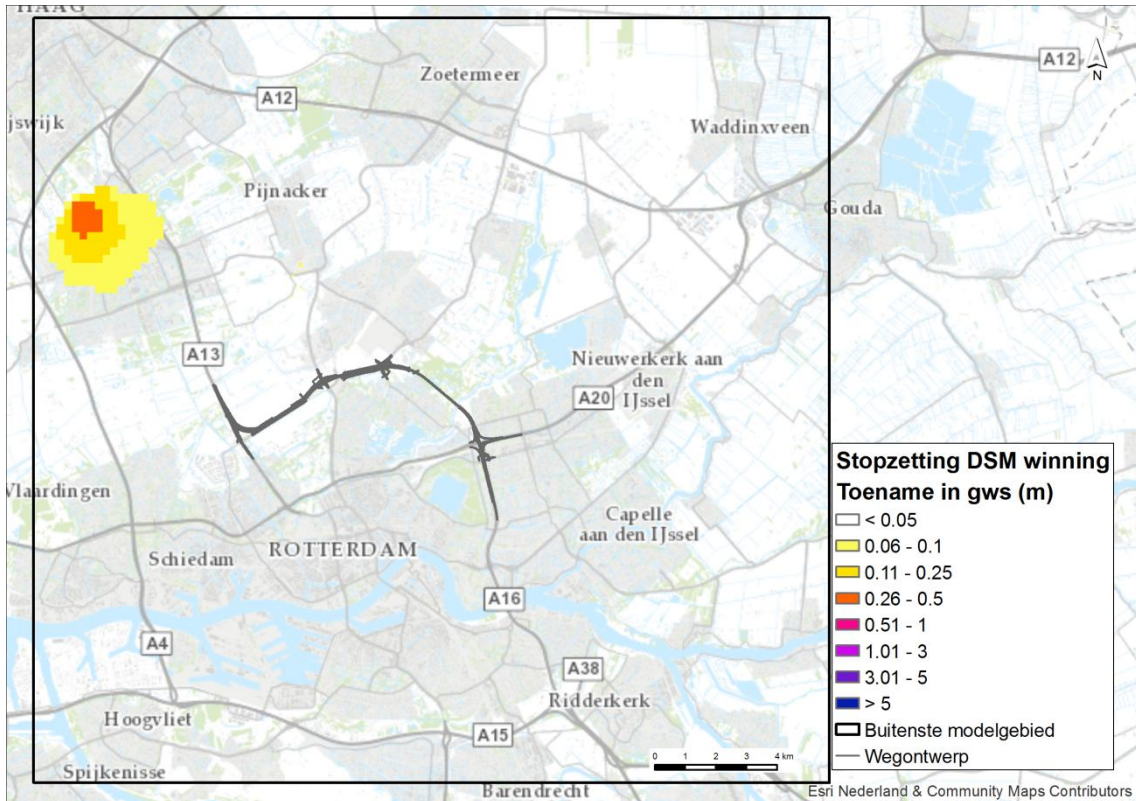 HAAG
A12
Zoetermeer
A12
N
ijswijk
Waddinxveen
Pijnacker
Gouda
A13
Nieuwerkerk aan
den
IJssel
A20
Vlaardingen
Capelle
aan den IJssel
Schiedam
ROTTERDAM
A16
A4
A38
Ridderkerk
Hoogvliet
A15
Spijkenisse
Barendrecht
0 1 2 3 4 km
Stopzetting DSM winning
Toename in gws (m)
< 0.05
0.06 - 0.1
0.11 - 0.25
0.26 - 0.5
0.51 - 1
1.01 - 3
3.01 - 5
> 5
Buitenste modelgebied
Wegontwerp
Esri Nederland & Community Maps Contributors